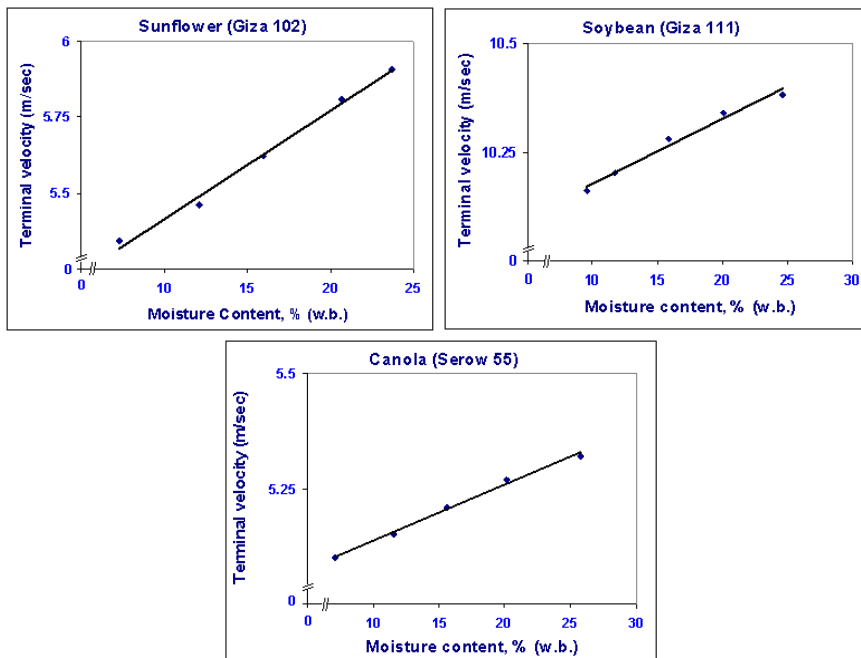 Sunflower (Giza 102)
Terminal velocity (m/sec)
6
5.75
5.5
0
0 10 15 20 25
Moisture Content, % (w.b.)
Soybean (Giza 111)
Terminal velocity (m/sec)
10.5
10.25
0
0 10 15 20 25 30
Moisture content, % (w.b.)
Canola (Serow 55)
Terminal velocity (m/sec)
5.5
5.25
0
0 10 15 20 25 30
Moisture content, % (w.b.)